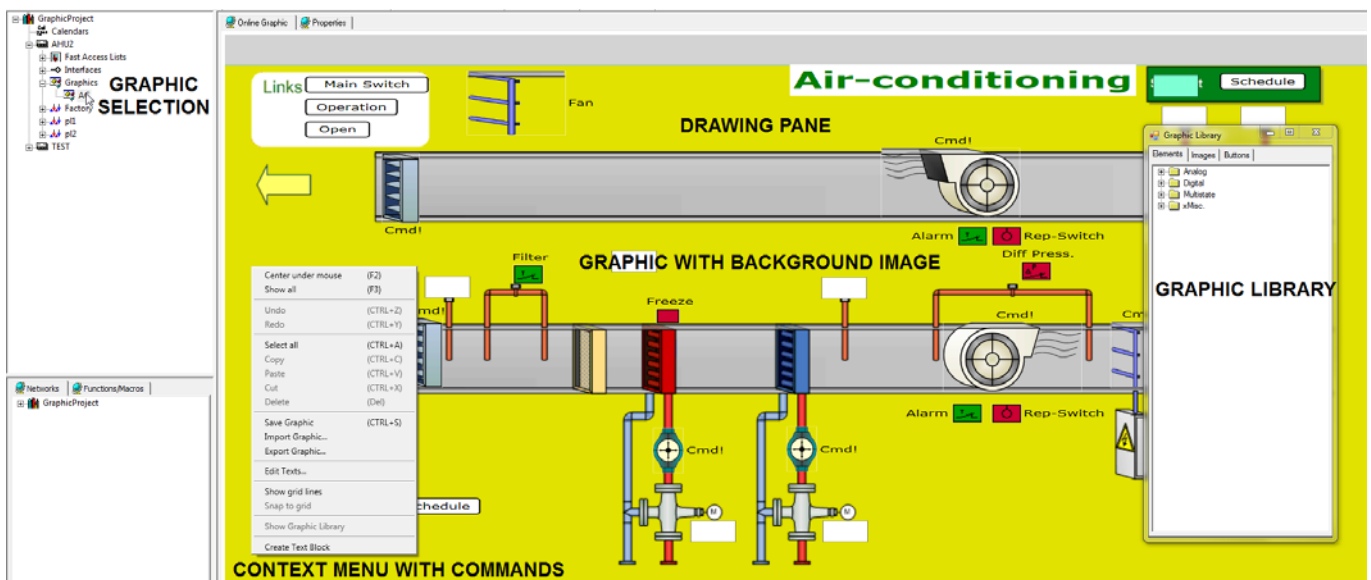 GraphicProject
Calendars
AHU2
Fast Access Lists
Interfaces
Graphics
Factory
pl1
pl2
TEST
GRAPHIC
SELECTION
Networks
Functions/Macros
GraphicProject
Online Graphic
Properties
Links
Main Switch
Operation
Open
Fan
Air-conditioning
Schedule
DRAWING PANE
Cmd!
Cmd!
Alarm
Rep-Switch
Filter
GRAPHIC WITH BACKGROUND IMAGE
Diff Press.
Freeze
Cmd!
Alarm
Rep-Switch
Cmd!
Cmd!
M
M
Center under mouse (F2)
Show all (F3)
Undo (CTRL+Z)
Redo (CTRL+Y)
Select all (CTRL+A)
Copy (CTRL+C)
Paste (CTRL+V)
Cut (CTRL+X)
Delete (Del)
Save Graphic (CTRL+S)
Import Graphic...
Export Graphic...
Edit Texts...
Show grid lines
Snap to grid
Show Graphic Library
Create Text Block
CONTEXT MENU WITH COMMANDS
Graphic Library
Elements
Images
Buttons
Analog
Digital
Multistate
xMisc.
GRAPHIC LIBRARY